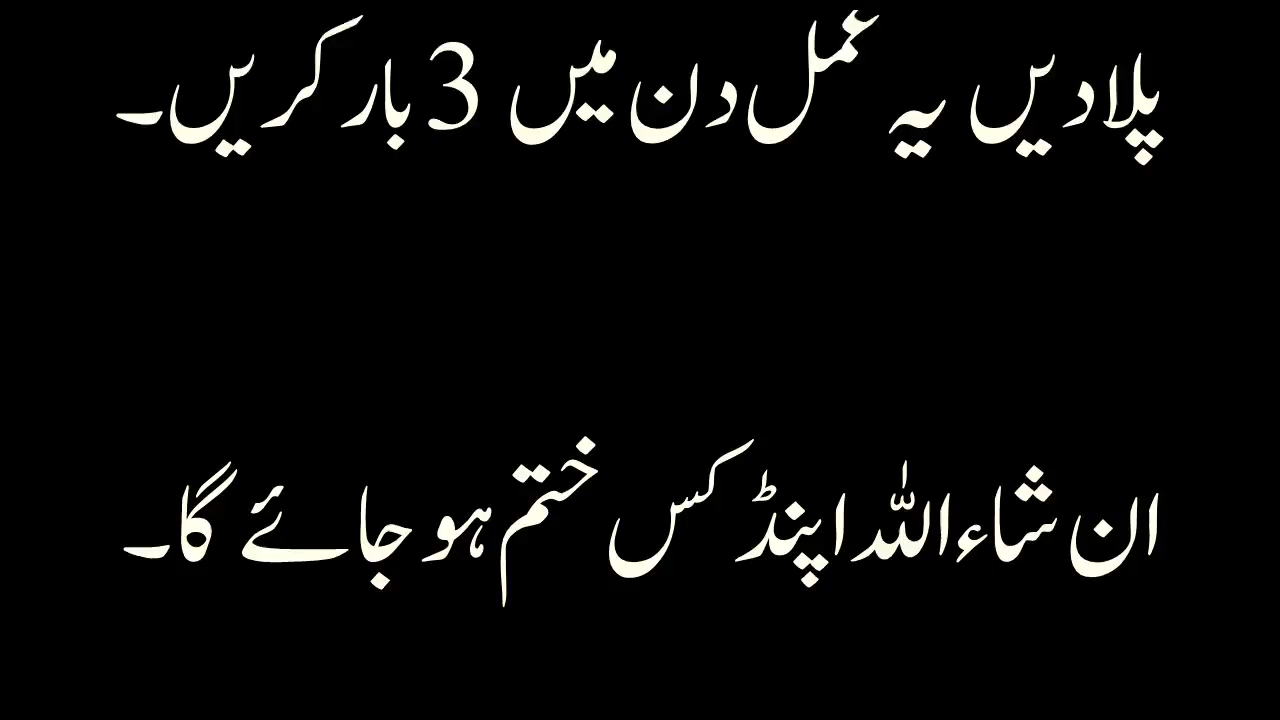 پلادیں یہ عمل دن میں 3 بار کریں۔
ان شاء اللہ اپنڈکس ختم ہو جائے گا۔